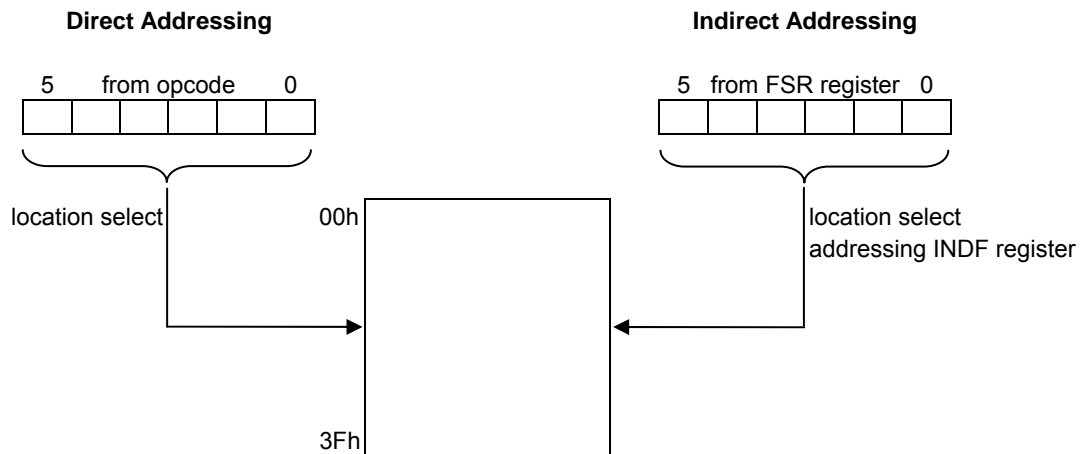 Direct Addressing
Indirect Addressing
5 from opcode 0
5 from FSR register 0
location select
00h
location select
addressing INDF register
3Fh